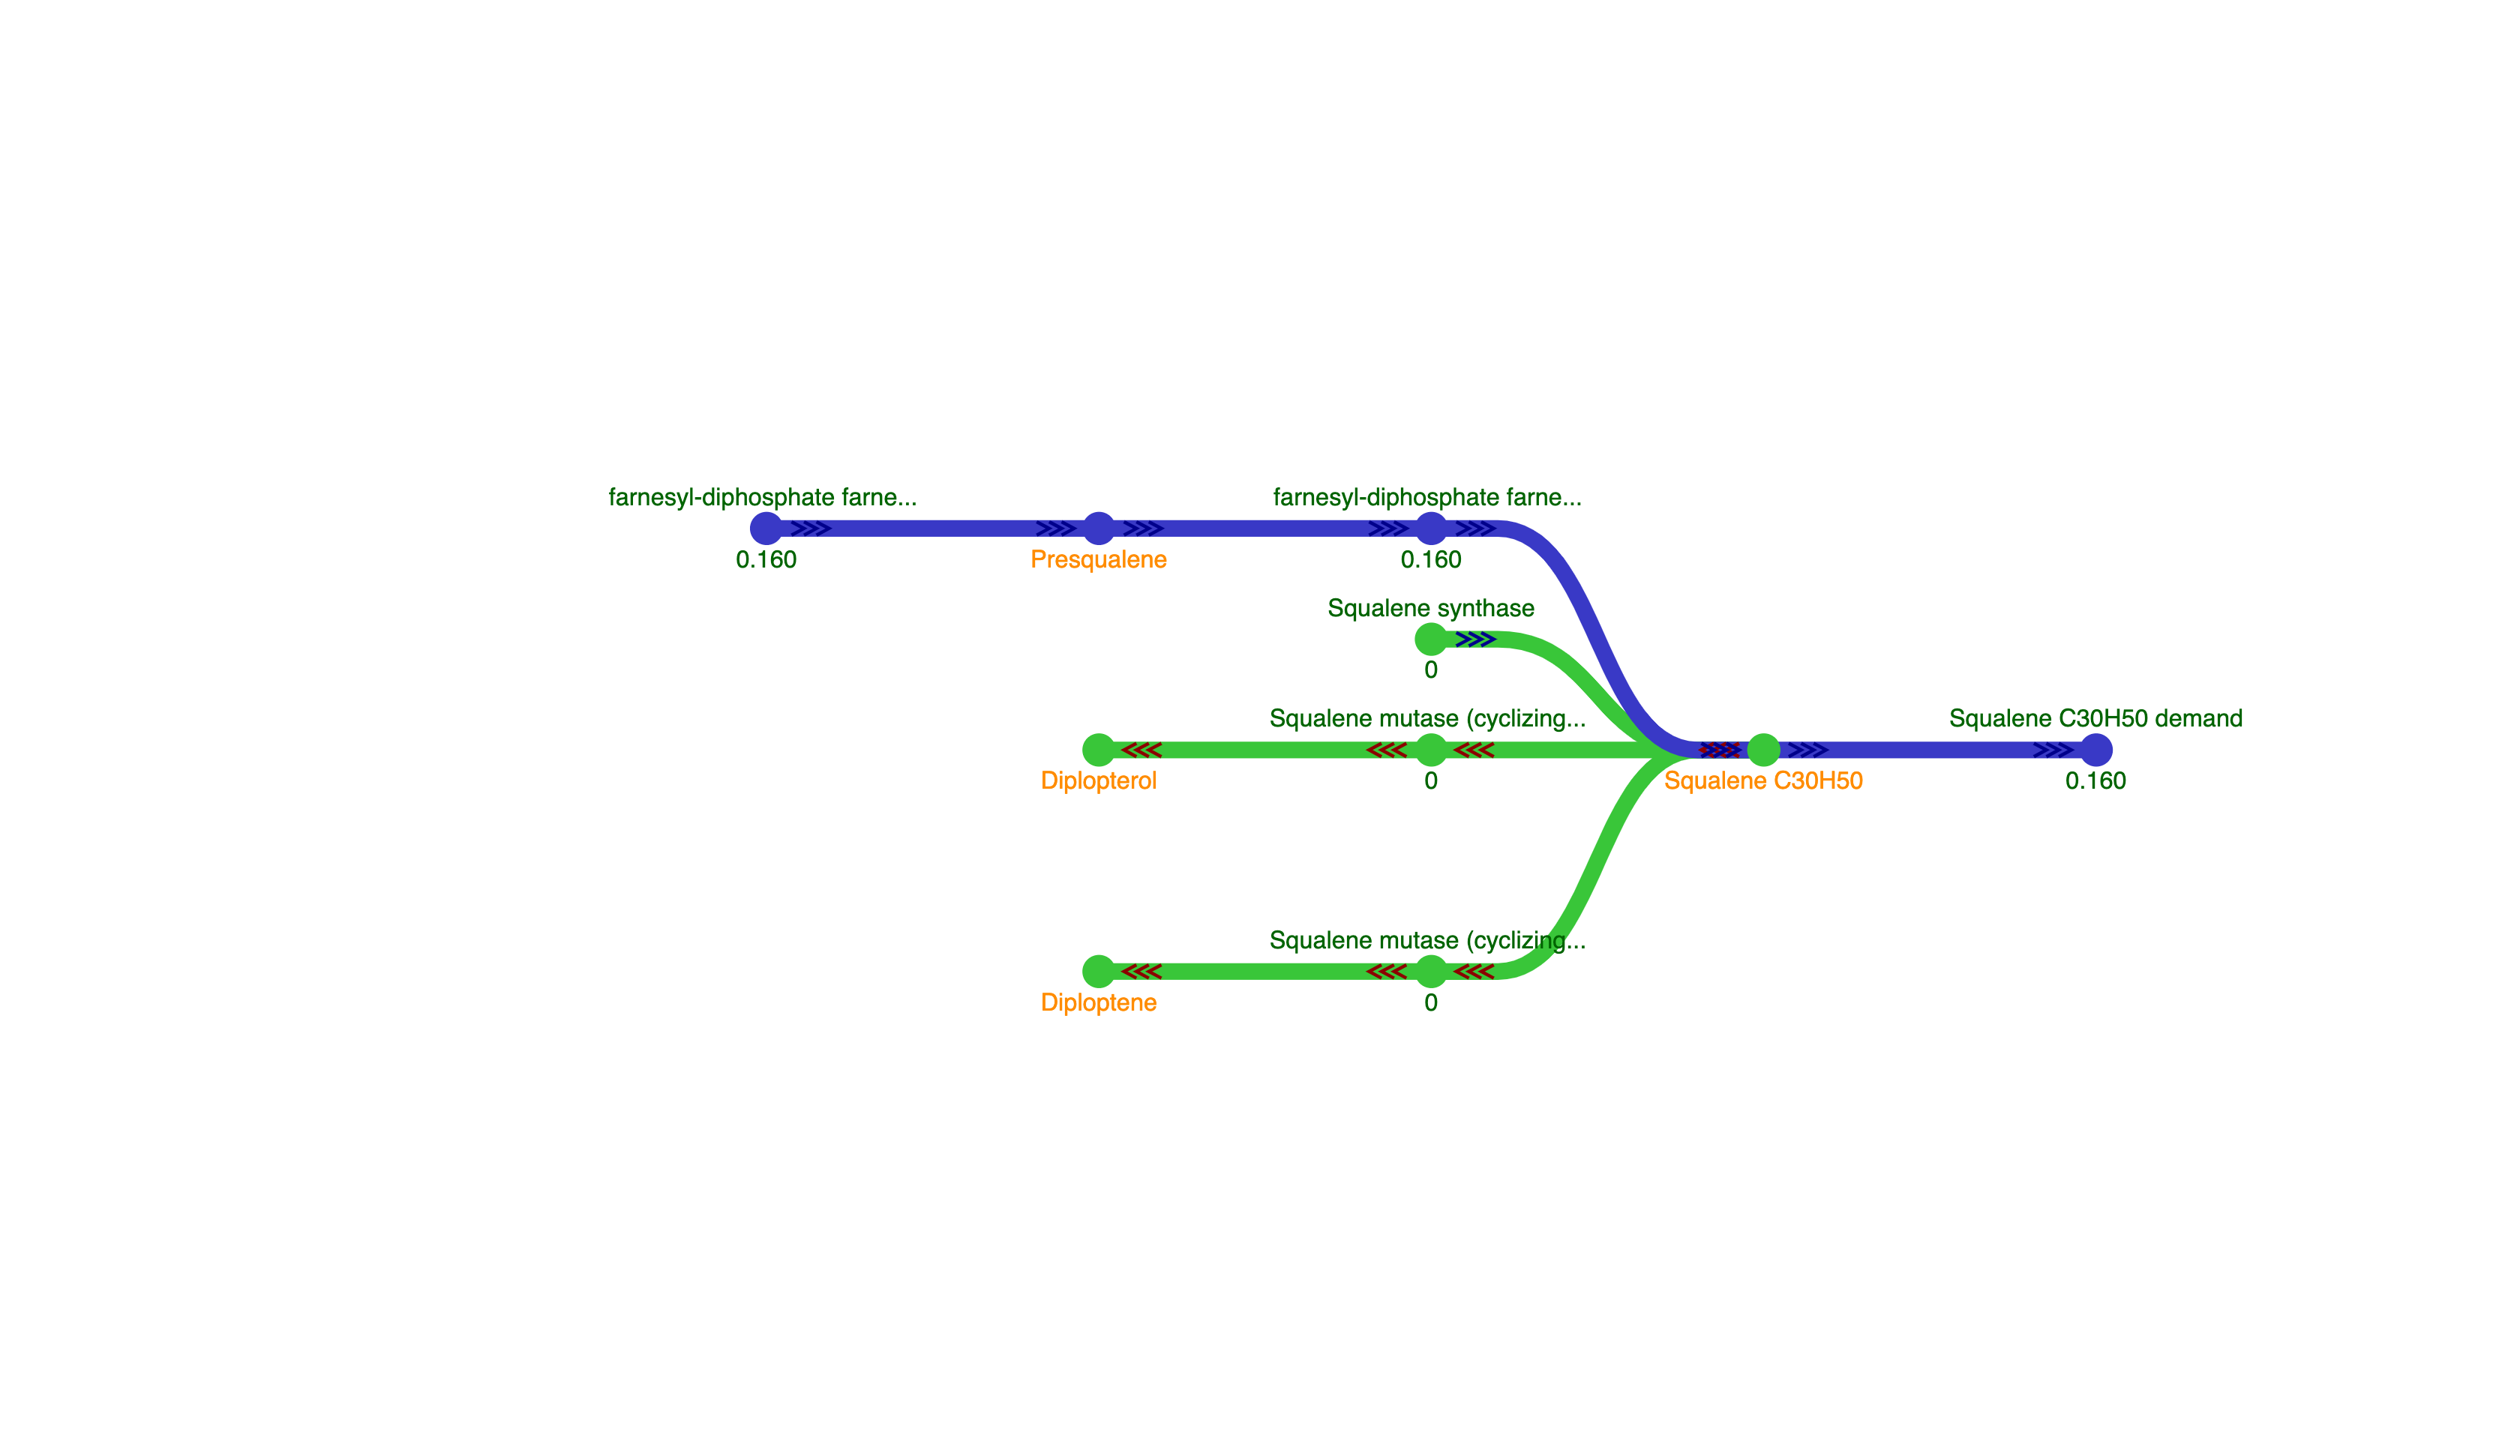 farnesyl-diphosphate farne...
farnesyl-diphosphate farne...
0.160
Presqualene
0.160
Squalene synthase
0
Squalene mutase (cyclizing...
Squalene C30H50 demand
Diplopterol
0
Squalene C30H50
0.160
Squalene mutase (cyclizing...
Diploptene
0